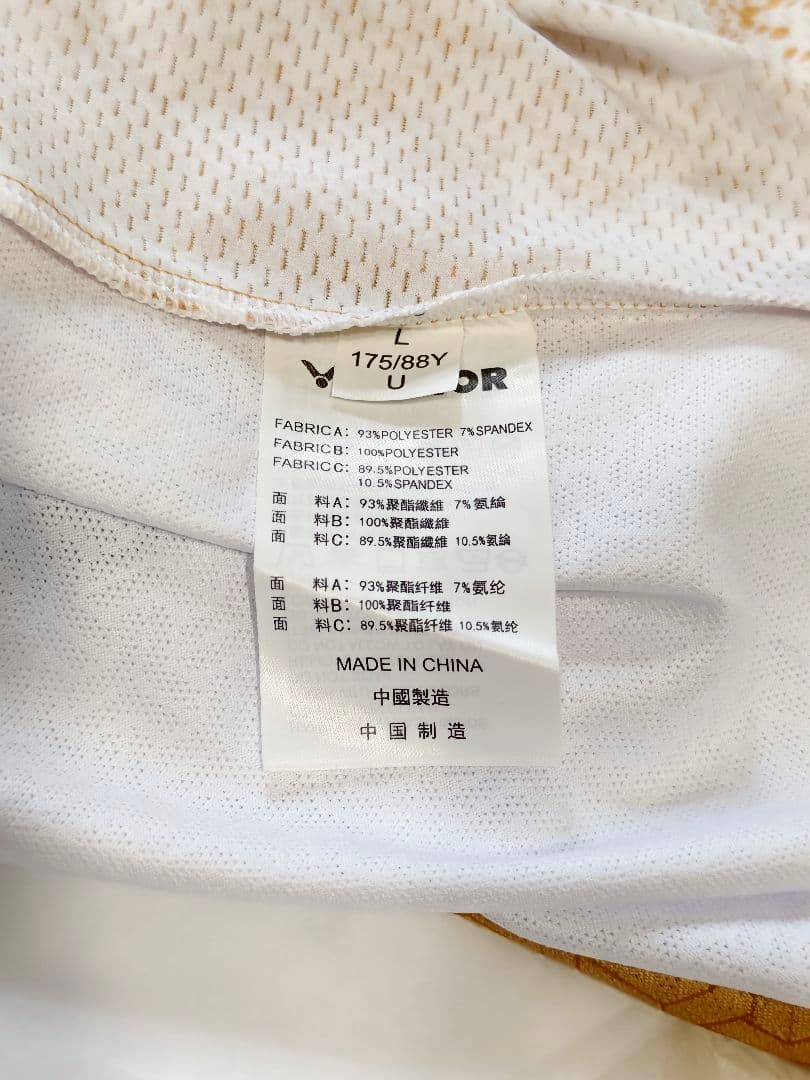 L
175/88Y
U
OR
FABRIC A: 93%POLYESTER 7%SPANDEX
FABRIC B: 100%POLYESTER
FABRIC C: 89.5%POLYESTER
10.5%SPANDEX
面 料A: 93%聚酯纖維 7%氨綸
面 料B: 100%聚酯纖維
面 料C: 89.5%聚酯纖維 10.5%氨綸
面 料A: 93%聚酯纤维 7%氨纶
面 料B: 100%聚酯纤维
面 料C: 89.5%聚酯纤维 10.5%氨纶
MADE IN CHINA
中國製造
中国制造